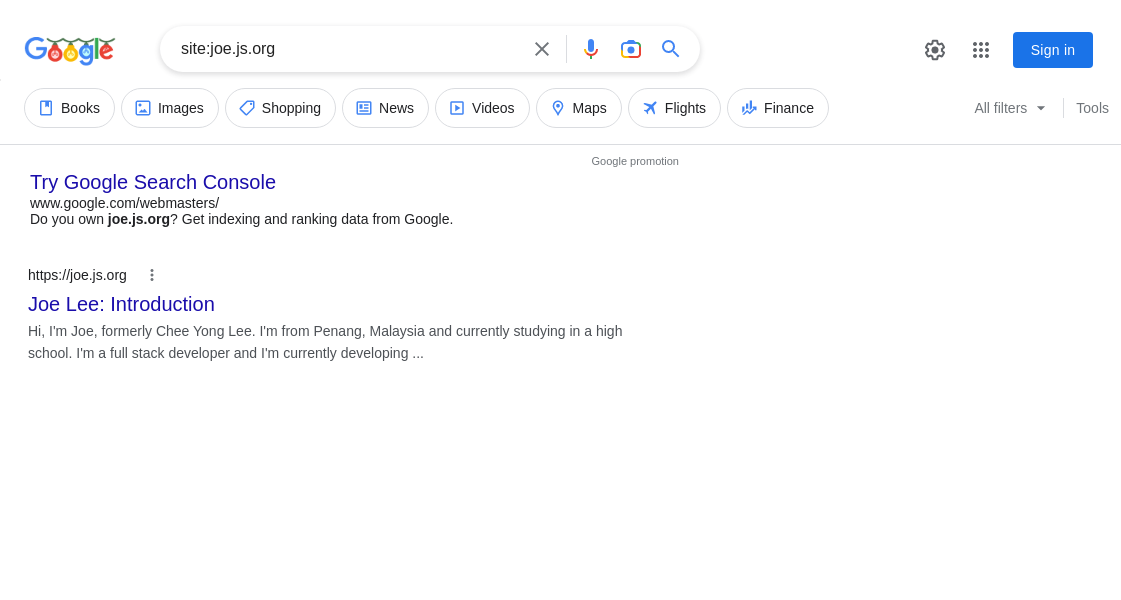 Google
site:joe.js.org
Sign in
Books
Images
Shopping
News
Videos
Maps
Flights
Finance
All filters
Tools
Google promotion
Try Google Search Console
www.google.com/webmasters/
Do you own joe.js.org? Get indexing and ranking data from Google.
https://joe.js.org
Joe Lee: Introduction
Hi, I'm Joe, formerly Chee Yong Lee. I'm from Penang, Malaysia and currently studying in a high
school. I'm a full stack developer and I'm currently developing ...